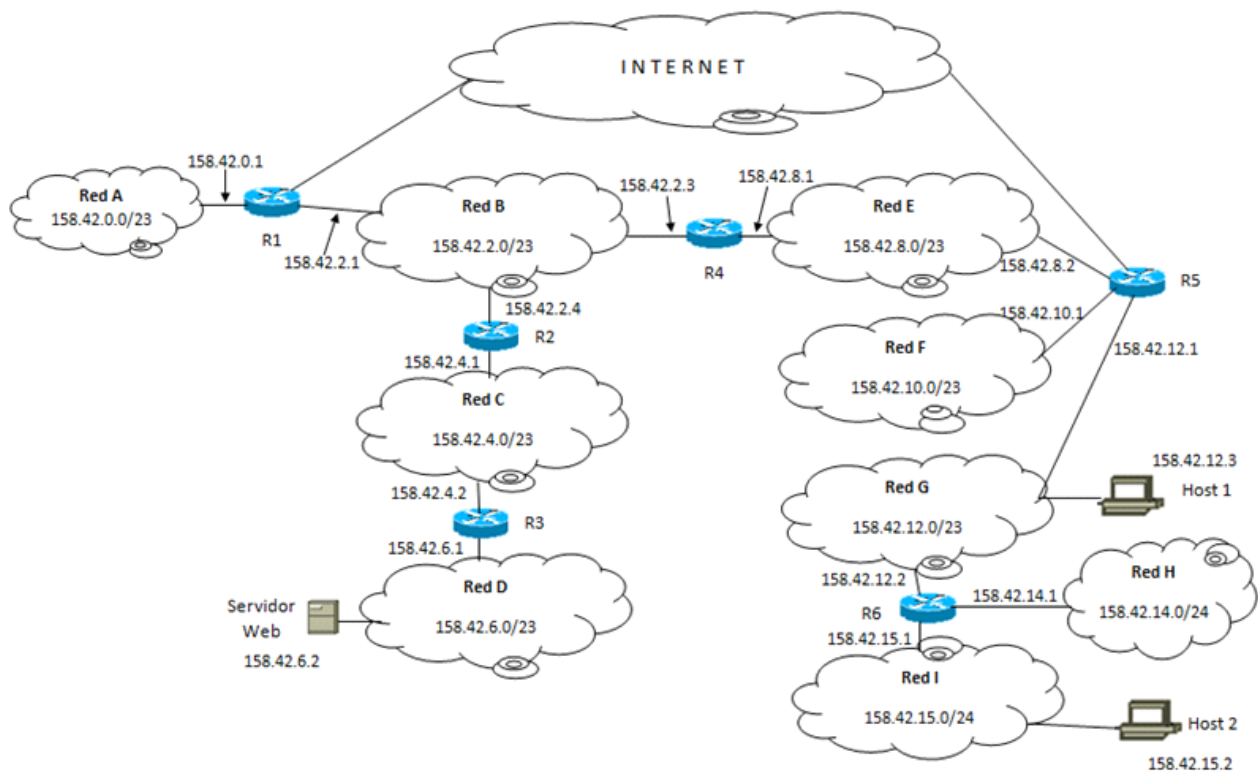 I N T E R N E T
158.42.0.1
Red A
158.42.0.0/23
R1
158.42.2.1
Red B
158.42.2.0/23
158.42.2.3
158.42.8.1
R4
Red E
158.42.8.0/23
158.42.8.2
R5
158.42.2.4
R2
158.42.4.1
158.42.10.1
158.42.12.1
Red F
158.42.10.0/23
Red C
158.42.4.0/23
158.42.4.2
R3
158.42.6.1
Red G
158.42.12.0/23
158.42.12.3
Host 1
Red D
158.42.6.0/23
Servidor
Web
158.42.6.2
158.42.12.2
R6
158.42.14.1
158.42.15.1
Red H
158.42.14.0/24
Red I
158.42.15.0/24
Host 2
158.42.15.2